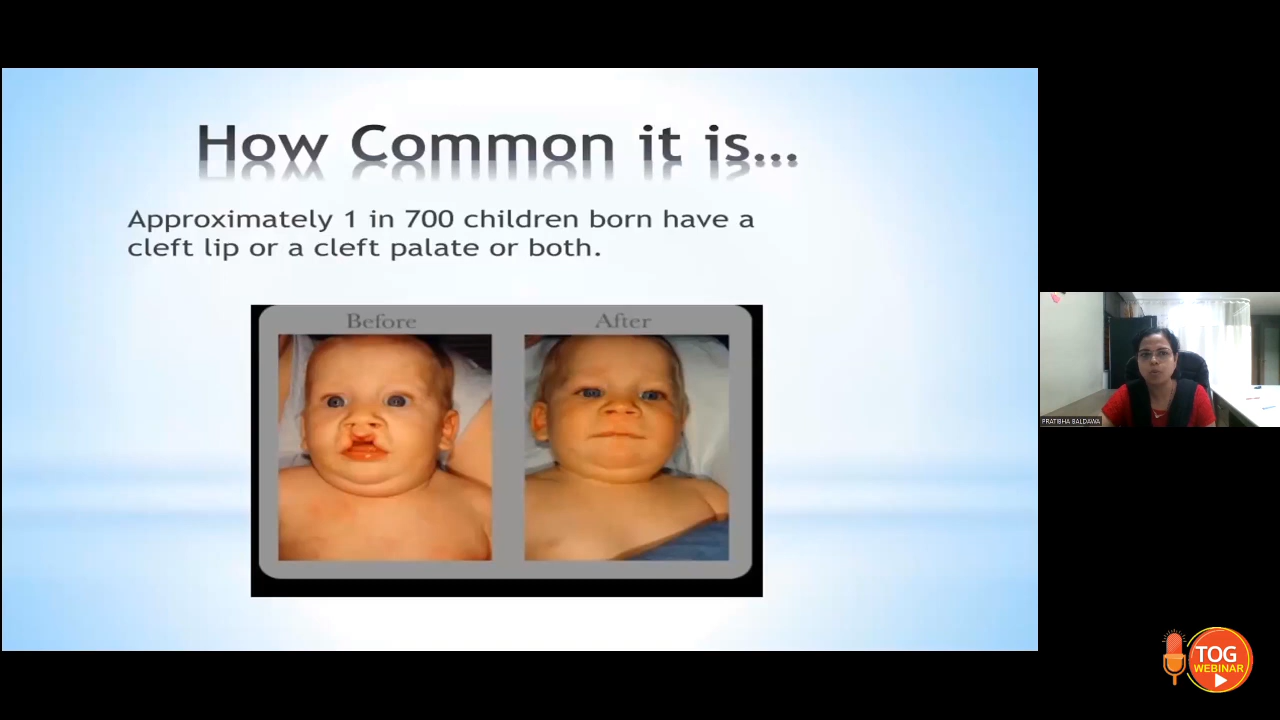 How Common it is...
Approximately 1 in 700 children born have a
cleft lip or a cleft palate or both.
Before
After
PRATIBHA BALDAWA
TOG
WEBINAR